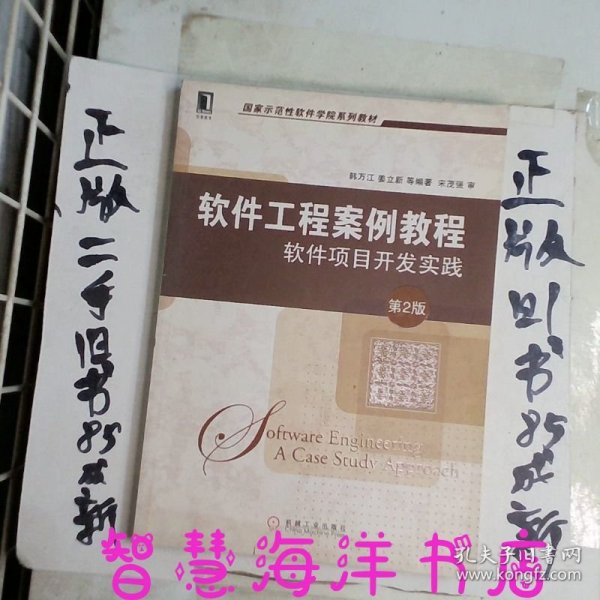 国家示范性软件学院系列教材
韩万江 姜立新 等编著 宋茂强 审
软件工程案例教程
软件项目开发实践
第2版
Software Engineering
A Case Study Approach
机械工业出版社
China Machine Press
正版二手旧书85成新
正版旧书85成新
智慧海洋书店
孔夫子旧书网
www.kongfz.com